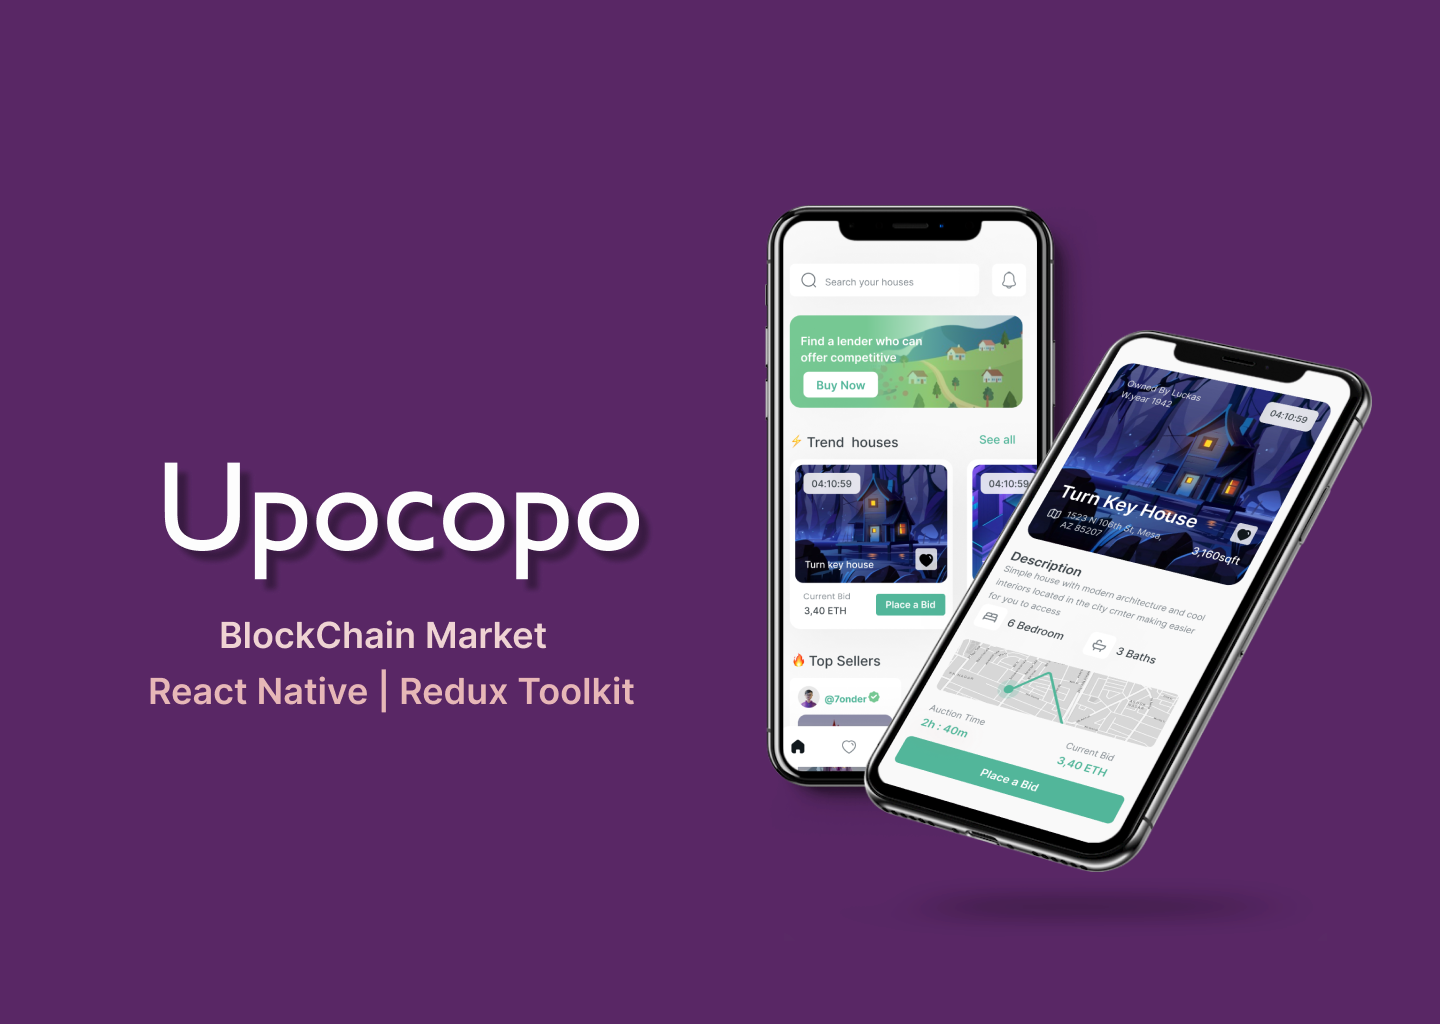 Upocopo
BlockChain Market
React Native | Redux Toolkit
Search your houses
Find a lender who can
offer competitive
Buy Now
⚡ Trend houses
See all
04:10:59
04:10:59
Turn key house
Current Bid
3,40 ETH
Place a Bid
🔥 Top Sellers
@7onder
Owned By Luckas
W.year 1942
04:10:59
Turn Key House
1523 N 106th St, Mesa,
AZ 85207
3,160sqft
Description
Simple house with modern architecture and cool
interiors located in the city crnter making easier
for you to access
6 Bedroom
3 Baths
Auction Time
2h : 40m
Current Bid
3,40 ETH
Place a Bid